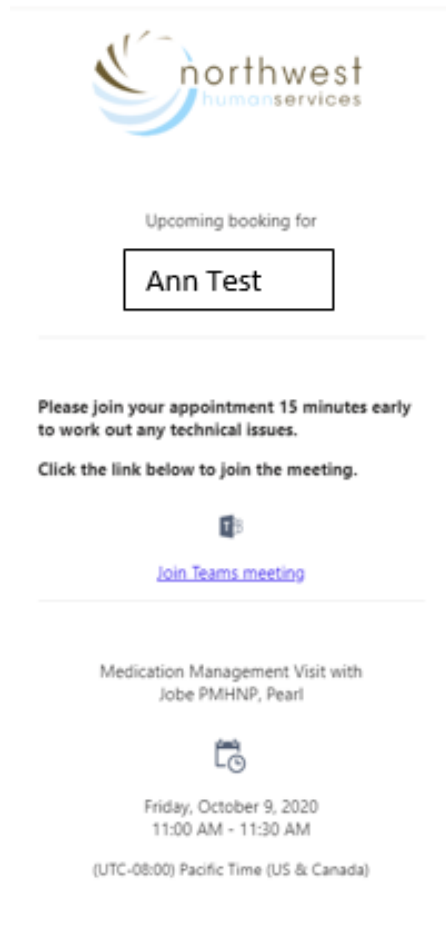 northwest
humanservices
Upcoming booking for
Ann Test
Please join your appointment 15 minutes early
to work out any technical issues.
Click the link below to join the meeting.
Join Teams meeting
Medication Management Visit with
Jobe PMHNP, Pearl
Friday, October 9, 2020
11:00 AM - 11:30 AM
(UTC-08:00) Pacific Time (US & Canada)